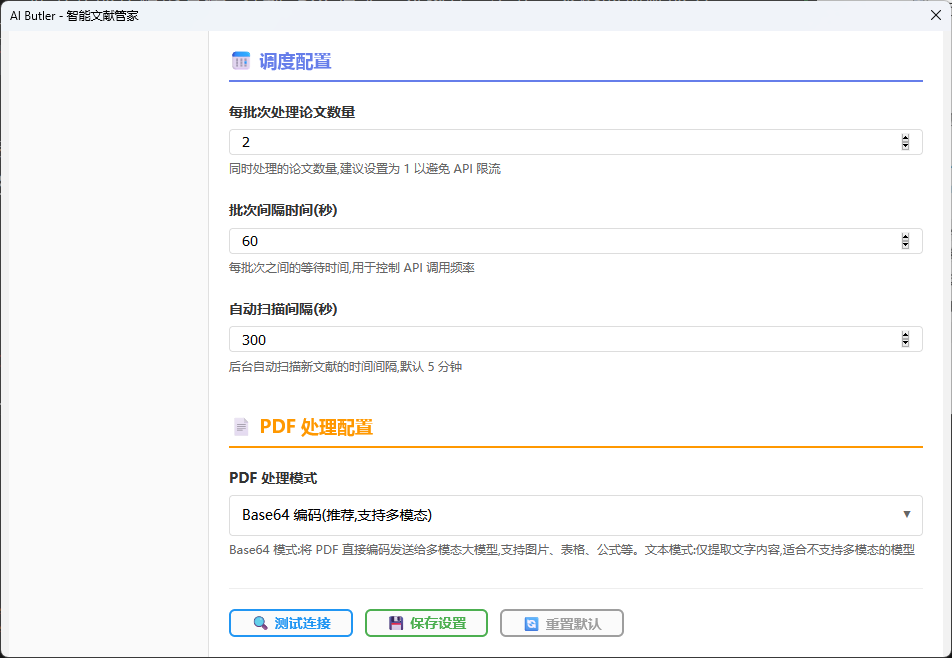 AI Butler - 智能文献管家
调度配置
每批次处理论文数量
2
同时处理的论文数量,建议设置为 1 以避免 API 限流
批次间隔时间(秒)
60
每批次之间的等待时间,用于控制 API 调用频率
自动扫描间隔(秒)
300
后台自动扫描新文献的时间间隔,默认 5 分钟
PDF 处理配置
PDF 处理模式
Base64 编码(推荐,支持多模态)
Base64 模式:将 PDF 直接编码发送给多模态大模型,支持图片、表格、公式等。文本模式:仅提取文字内容,适合不支持多模态的模型
测试连接 保存设置 重置默认